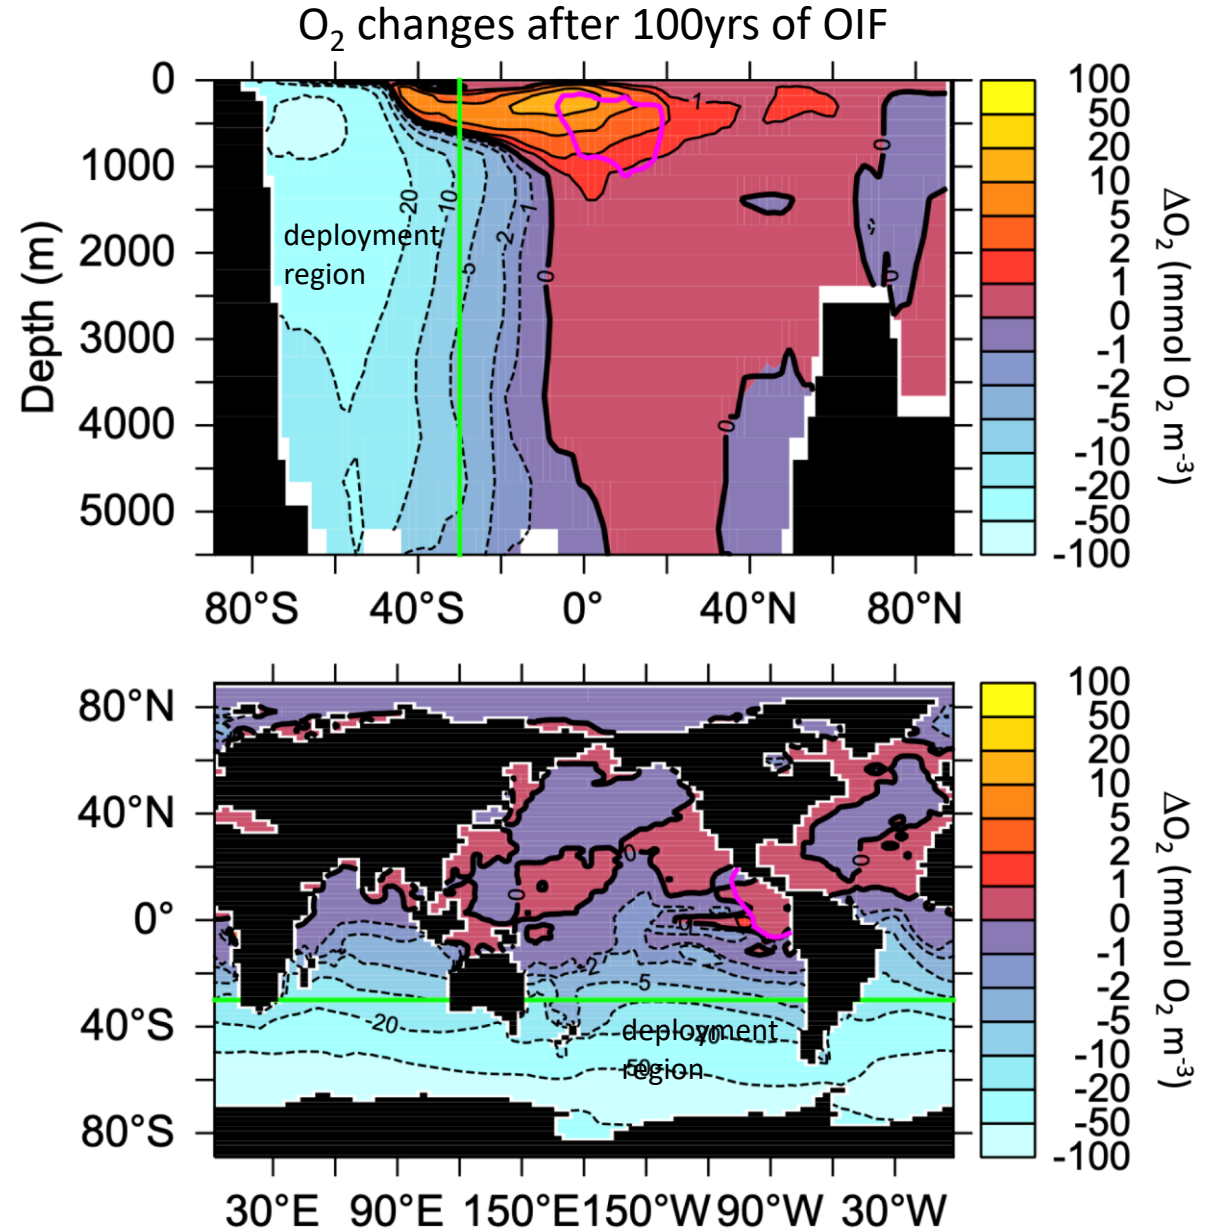 O2 changes after 100yrs of OIF
0
1000
2000
3000
4000
5000
Depth (m)
80°S
40°S
0°
40°N
80°N
deployment
region
20
10
5
2
1
0
1
0
0
0
100
50
20
10
5
2
1
0
-1
-2
-5
-10
-20
-50
-100
ΔO2 (mmol O2 m-3)
80°N
40°N
0°
40°S
80°S
30°E
90°E
150°E
150°W
90°W
30°W
0
0
0
-2
-5
-20
deployment
region
100
50
20
10
5
2
1
0
-1
-2
-5
-10
-20
-50
-100
ΔO2 (mmol O2 m-3)